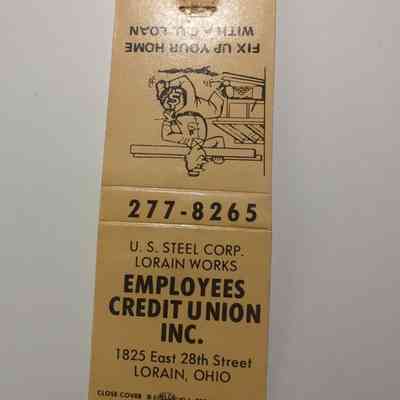 FIX UP YOUR HOME
WITH A C.U. LOAN
277-8265
U. S. STEEL CORP.
LORAIN WORKS
EMPLOYEES
CREDIT UNION
INC.
1825 East 28th Street
LORAIN, OHIO
CLOSE COVER